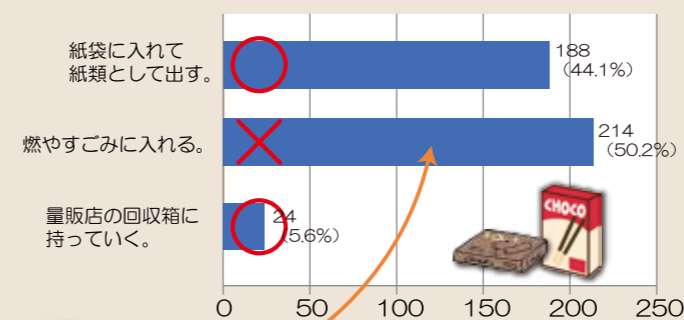 紙袋に入れて
紙類として出す。
188
（44.1%）
燃やすごみに入れる。
214
（50.2%）
量販店の回収箱に
持っていく。
24
（5.6%）
CHOCO
0 50 100 150 200 250